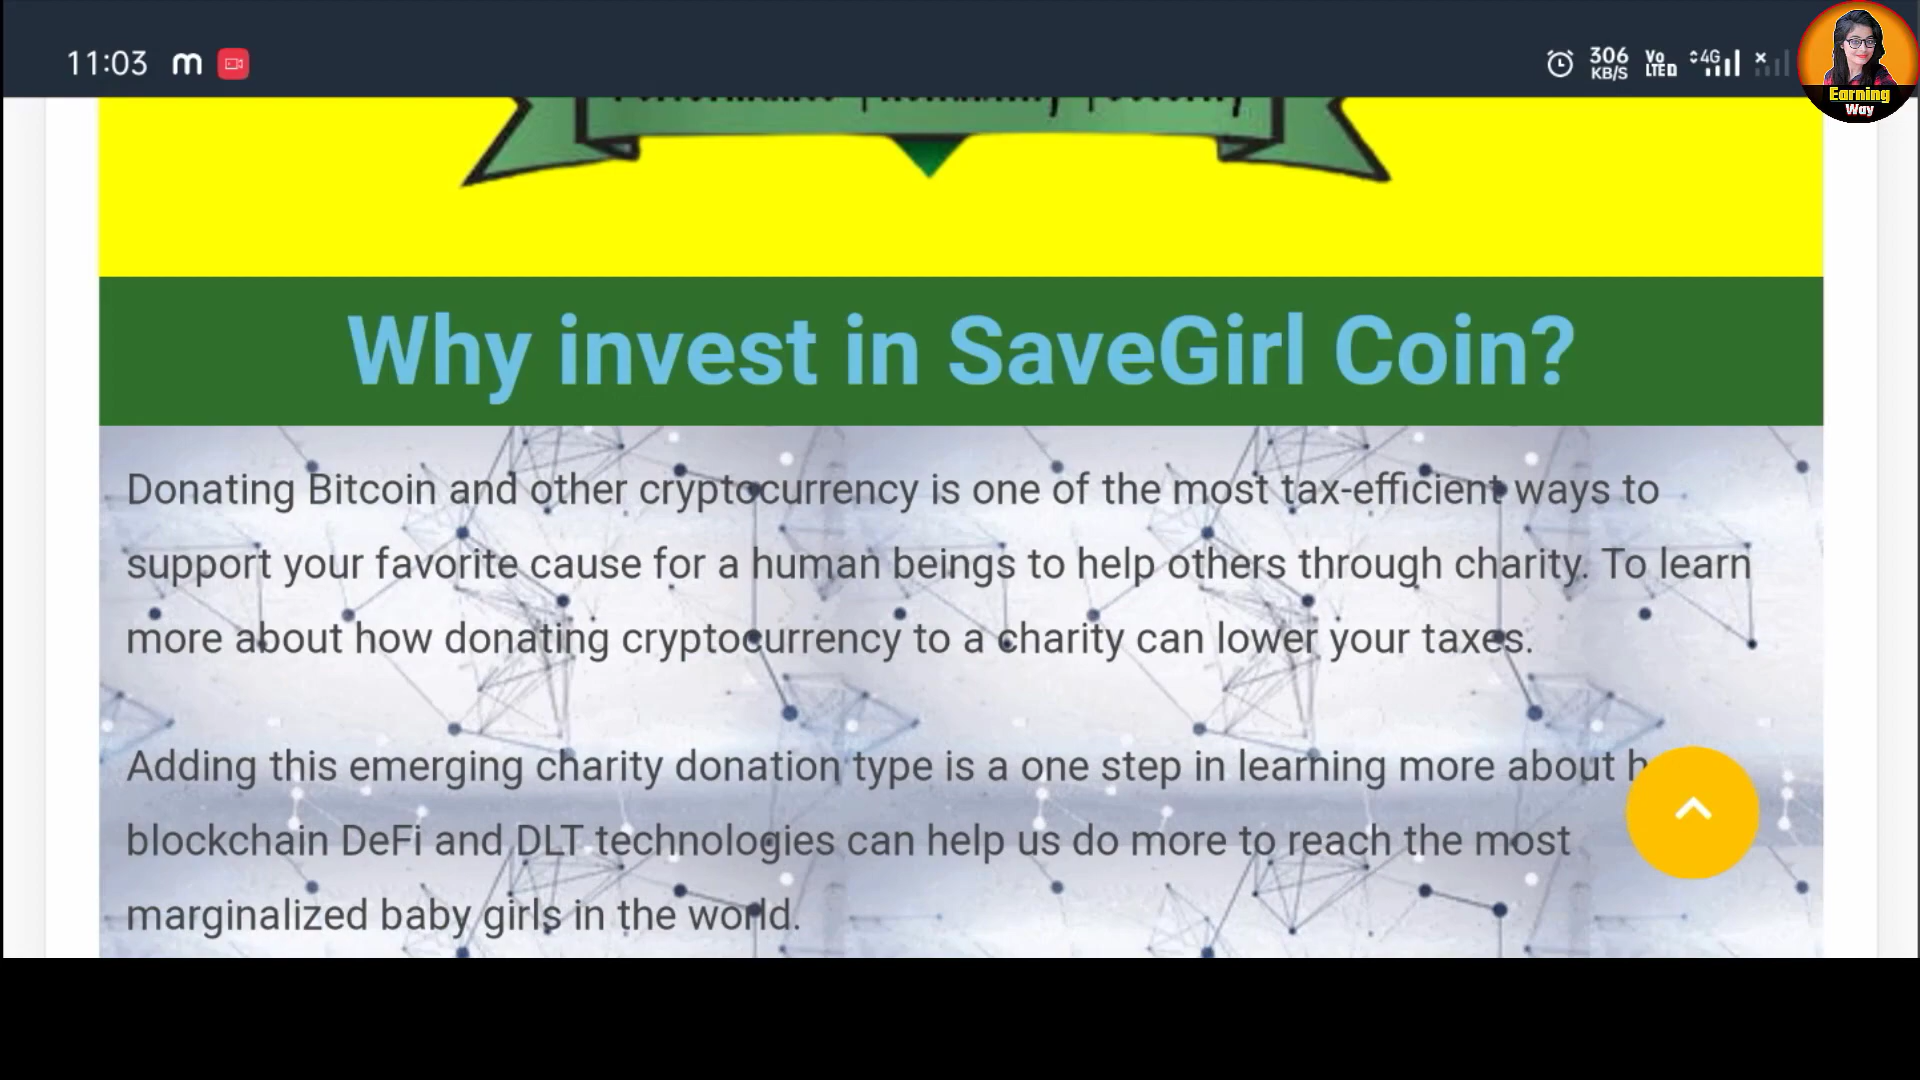 11:03 m
306
KB/S
Vo
LTE
4G
Earning
Way
Why invest in SaveGirl Coin?
Donating Bitcoin and other cryptocurrency is one of the most tax-efficient ways to
support your favorite cause for a human beings to help others through charity. To learn
more about how donating cryptocurrency to a charity can lower your taxes.
Adding this emerging charity donation type is a one step in learning more about
blockchain DeFi and DLT technologies can help us do more to reach the most
marginalized baby girls in the world.